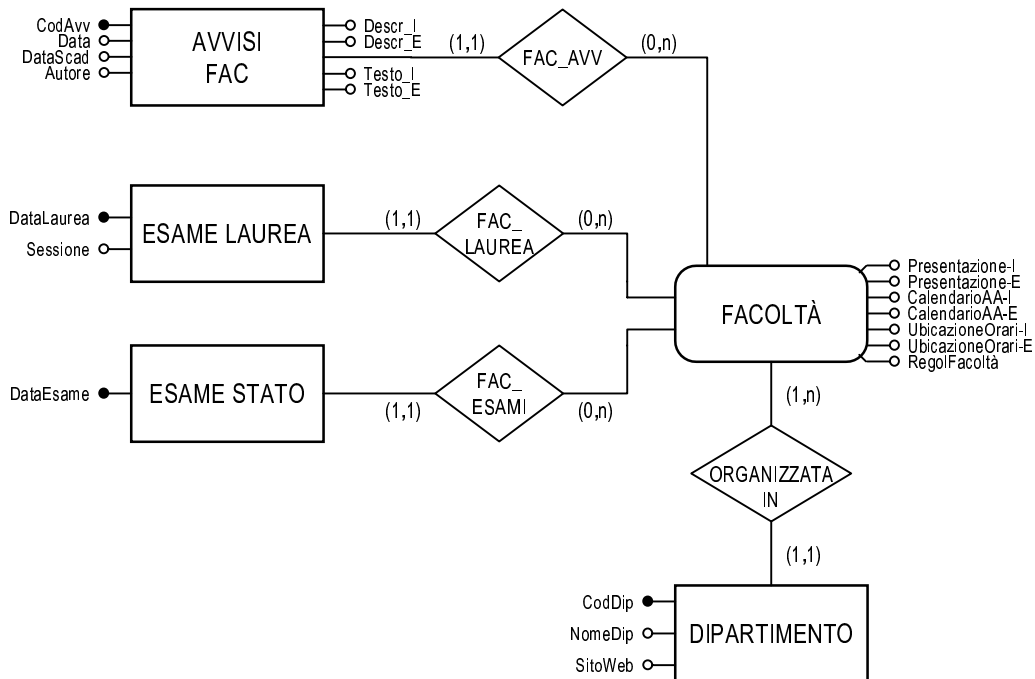 CodAvv
Data
DataScad
Autore
AVVISI
FAC
Descr_I
Descr_E
Testo_I
Testo_E
(1,1)
FAC_AVV
(0,n)
DataLaurea
Sessione
ESAME LAUREA
(1,1)
FAC_
LAUREA
(0,n)
FACOLTÀ
Presentazione-I
Presentazione-E
CalendarioAA-I
CalendarioAA-E
UbicazioneOrari-I
UbicazioneOrari-E
RegolFacoltà
DataEsame
ESAME STATO
(1,1)
FAC_
ESAMI
(0,n)
(1,n)
ORGANIZZATA
IN
(1,1)
CodDip
NomeDip
SitoWeb
DIPARTIMENTO